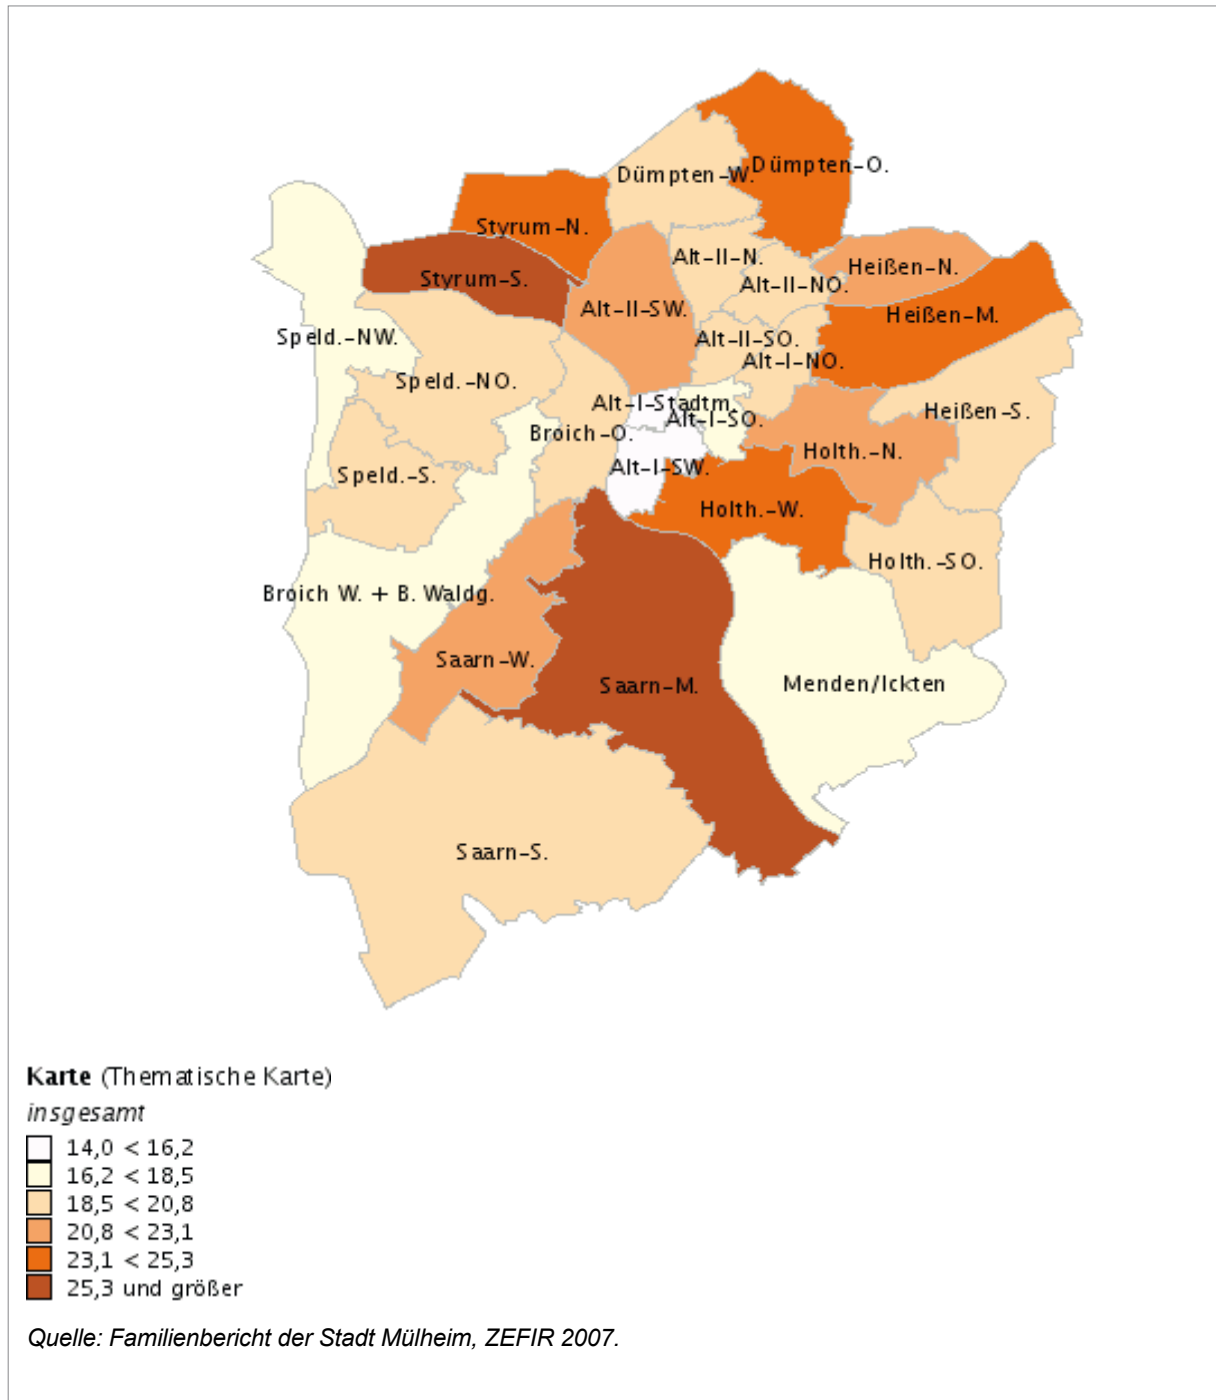 Dümpten-O.
Dümpten-W.
Styrum-N.
Alt-II-N.
Heißen-N.
Styrum-S.
Alt-II-NO.
Alt-II-SW.
Heißen-M.
Speld.-NW.
Alt-II-SO.
Alt-I-NO.
Speld.-NO.
Alt-I-Stadtm.
Heißen-S.
Alt-I-SO.
Broich-O.
Holth.-N.
Alt-I-SW.
Speld.-S.
Holth.-W.
Holth.-SO.
Broich W. + B. Waldg.
Saarn-W.
Saarn-M.
Menden/Ickten
Saarn-S.
Karte (Thematische Karte)
insgesamt
14,0 < 16,2
16,2 < 18,5
18,5 < 20,8
20,8 < 23,1
23,1 < 25,3
25,3 und größer
Quelle: Familienbericht der Stadt Mülheim, ZEFIR 2007.